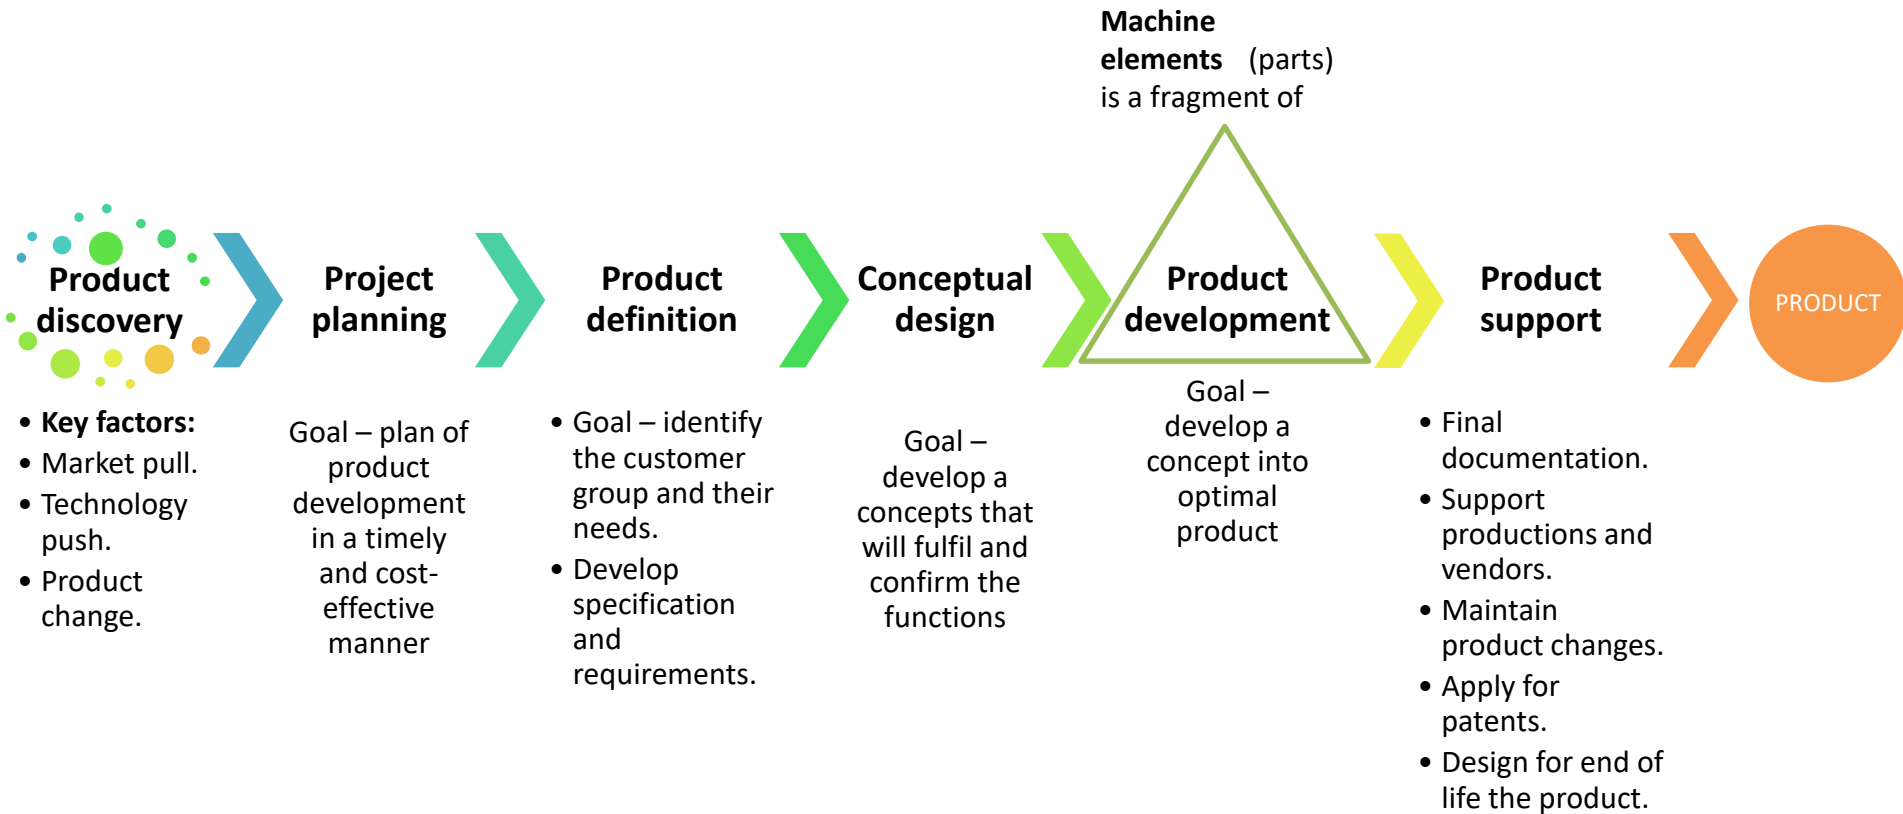 Machine
elements (parts)
is a fragment of
Product
discovery
Project
planning
Product
definition
Conceptual
design
Product
development
Product
support
PRODUCT
• Key factors:
• Market pull.
• Technology
push.
• Product
change.
Goal – plan of
product
development
in a timely
and cost-
effective
manner
• Goal – identify
the customer
group and their
needs.
• Develop
specification
and
requirements.
Goal –
develop a
concepts that
will fulfil and
confirm the
functions
Goal –
develop a
concept into
optimal
product
• Final
documentation.
• Support
productions and
vendors.
• Maintain
product changes.
• Apply for
patents.
• Design for end of
life the product.